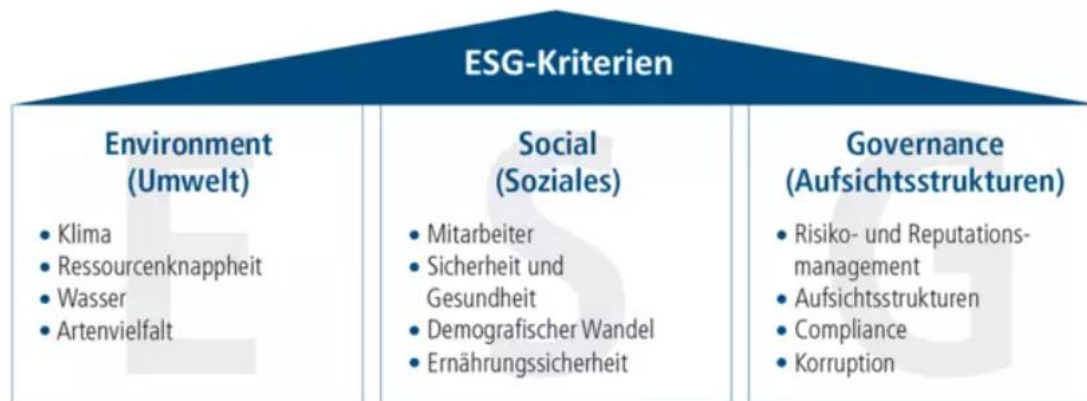 ESG-Kriterien
Environment
(Umwelt)
• Klima
• Ressourcenknappheit
• Wasser
• Artenvielfalt
Social
(Soziales)
• Mitarbeiter
• Sicherheit und
Gesundheit
• Demografischer Wandel
• Ernährungssicherheit
Governance
(Aufsichtsstrukturen)
• Risiko- und Reputations-
management
• Aufsichtsstrukturen
• Compliance
• Korruption
E
S
G